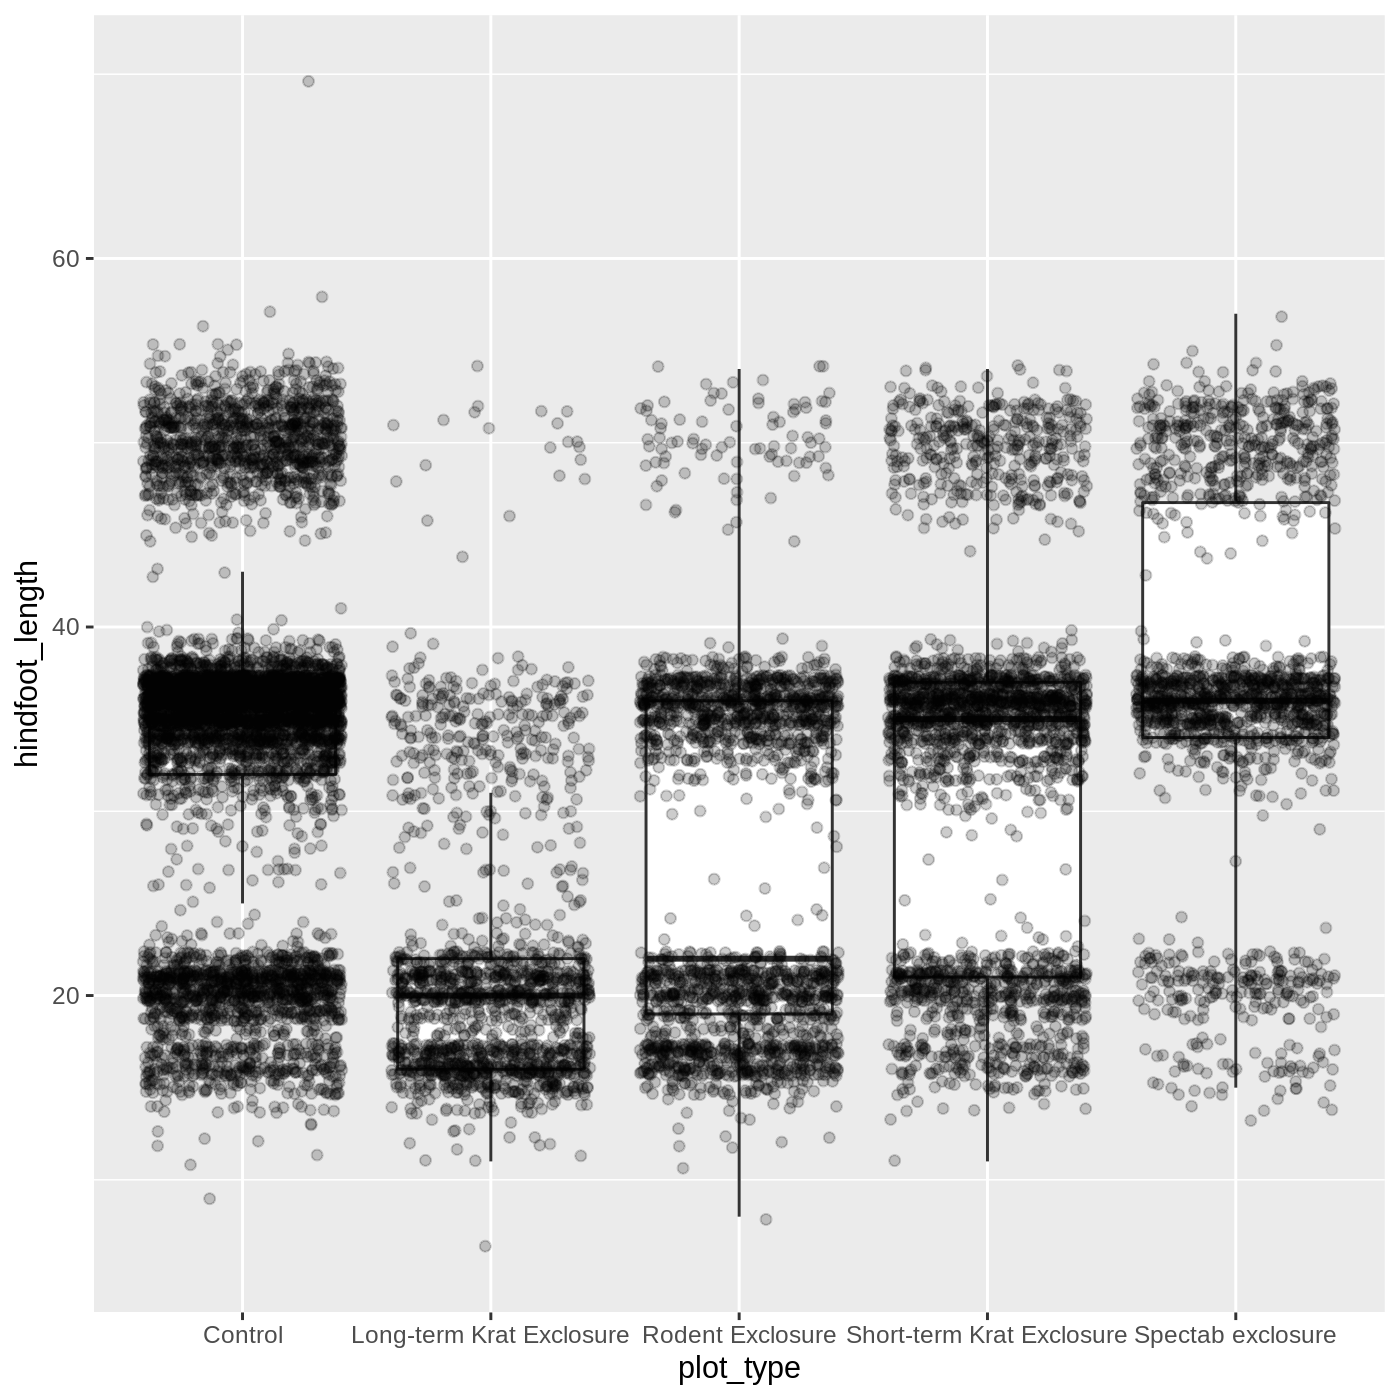 hindfoot_length
60
40
20
Control Long-term Krat Exclosure Rodent Exclosure Short-term Krat Exclosure Spectab exclosure
plot_type